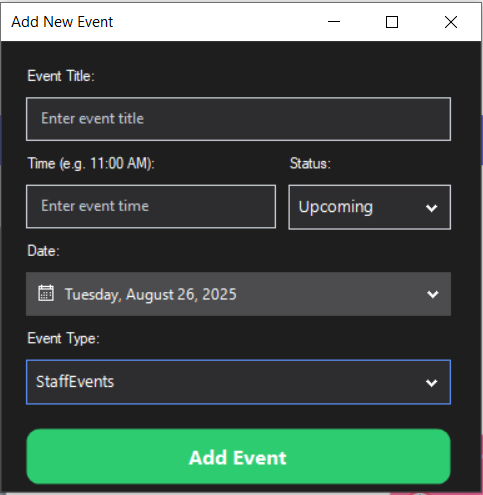 Add New Event
Event Title:
Enter event title
Time (e.g. 11:00 AM): Status:
Enter event time Upcoming
Date:
Tuesday, August 26, 2025
Event Type:
StaffEvents
Add Event